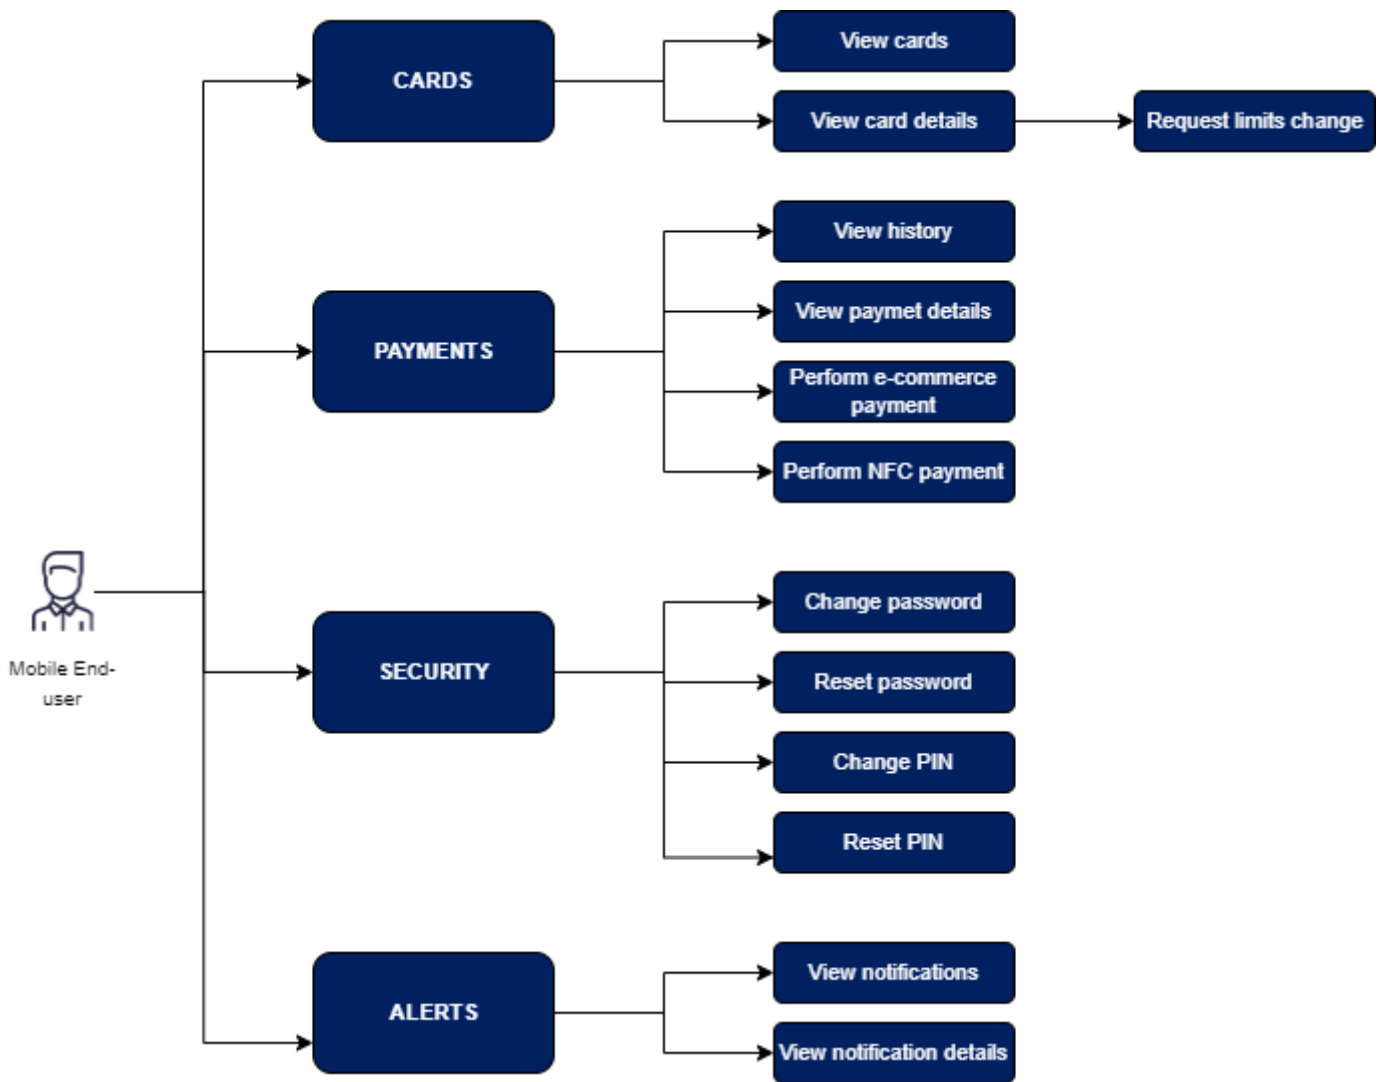 CARDS
View cards
View card details
Request limits change
PAYMENTS
View history
View paymet details
Perform e-commerce
payment
Perform NFC payment
Mobile End-
user
SECURITY
Change password
Reset password
Change PIN
Reset PIN
ALERTS
View notifications
View notification details